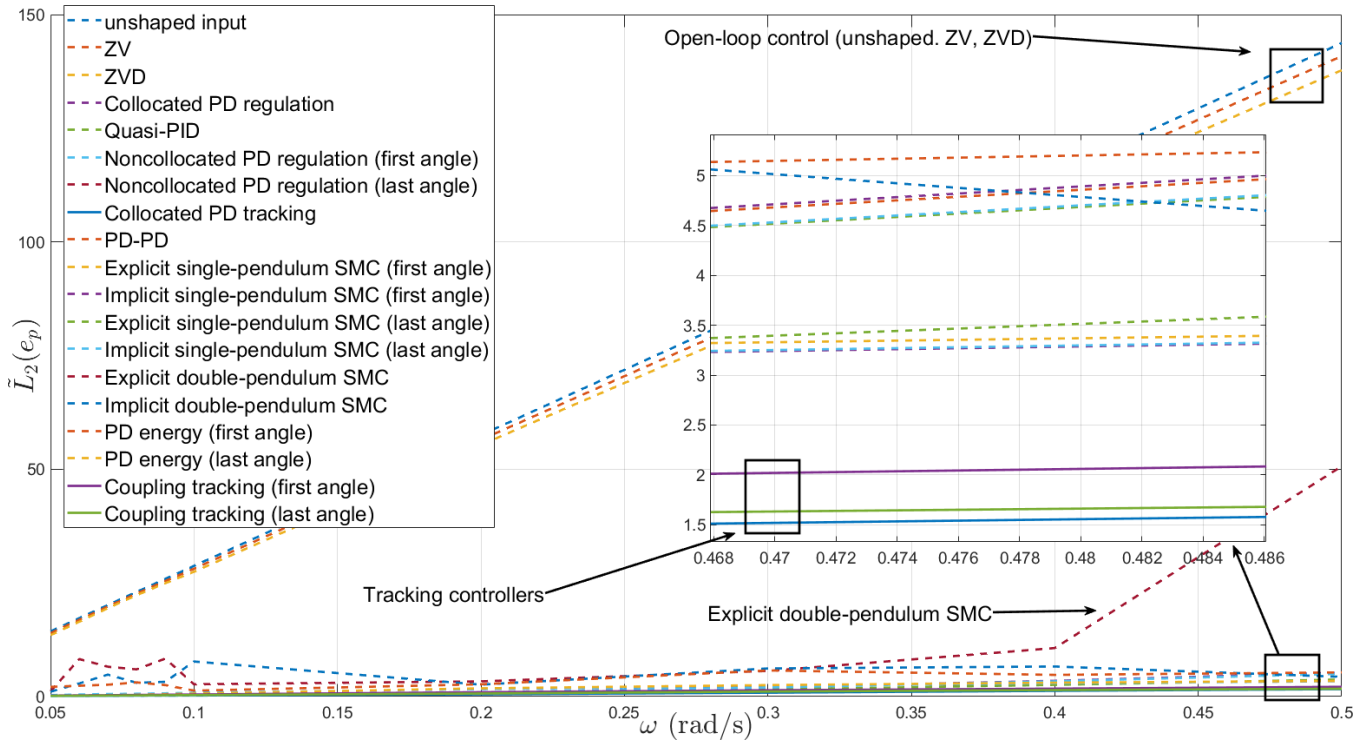 150
100
50
0
L̃₂(eₚ)
unshaped input
ZV
ZVD
Collocated PD regulation
Quasi-PID
Noncollocated PD regulation (first angle)
Noncollocated PD regulation (last angle)
Collocated PD tracking
PD-PD
Explicit single-pendulum SMC (first angle)
Implicit single-pendulum SMC (first angle)
Explicit single-pendulum SMC (last angle)
Implicit single-pendulum SMC (last angle)
Explicit double-pendulum SMC
Implicit double-pendulum SMC
PD energy (first angle)
PD energy (last angle)
Coupling tracking (first angle)
Coupling tracking (last angle)
Open-loop control (unshaped. ZV, ZVD)
5
4.5
4
3.5
3
2.5
2
1.5
0.468 0.47 0.472 0.474 0.476 0.478 0.48 0.482 0.484 0.486
Tracking controllers
Explicit double-pendulum SMC
0.05 0.1 0.15 0.2 0.25 0.3 0.35 0.4 0.45 0.5
ω (rad/s)